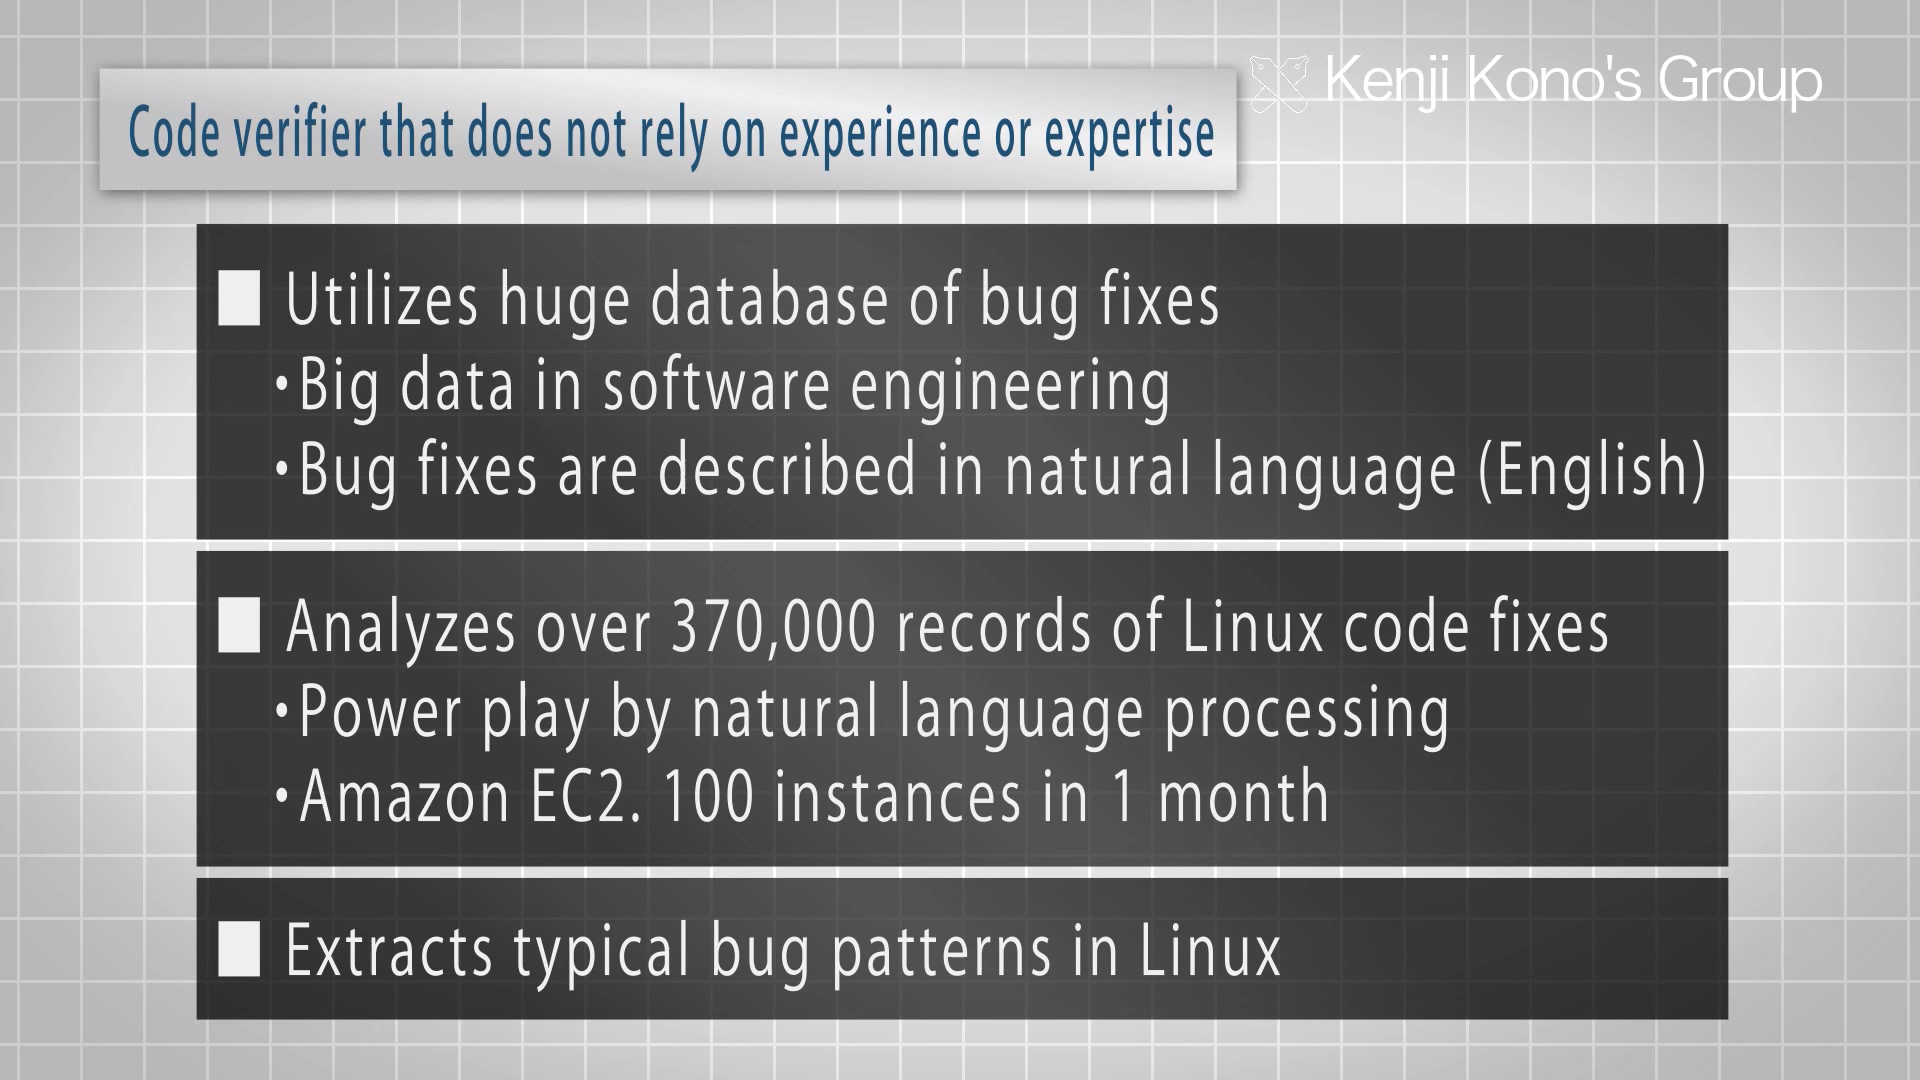 Kenji Kono's Group
Code verifier that does not rely on experience or expertise
■ Utilizes huge database of bug fixes
・Big data in software engineering
・Bug fixes are described in natural language (English)
■ Analyzes over 370,000 records of Linux code fixes
・Power play by natural language processing
・Amazon EC2. 100 instances in 1 month
■ Extracts typical bug patterns in Linux